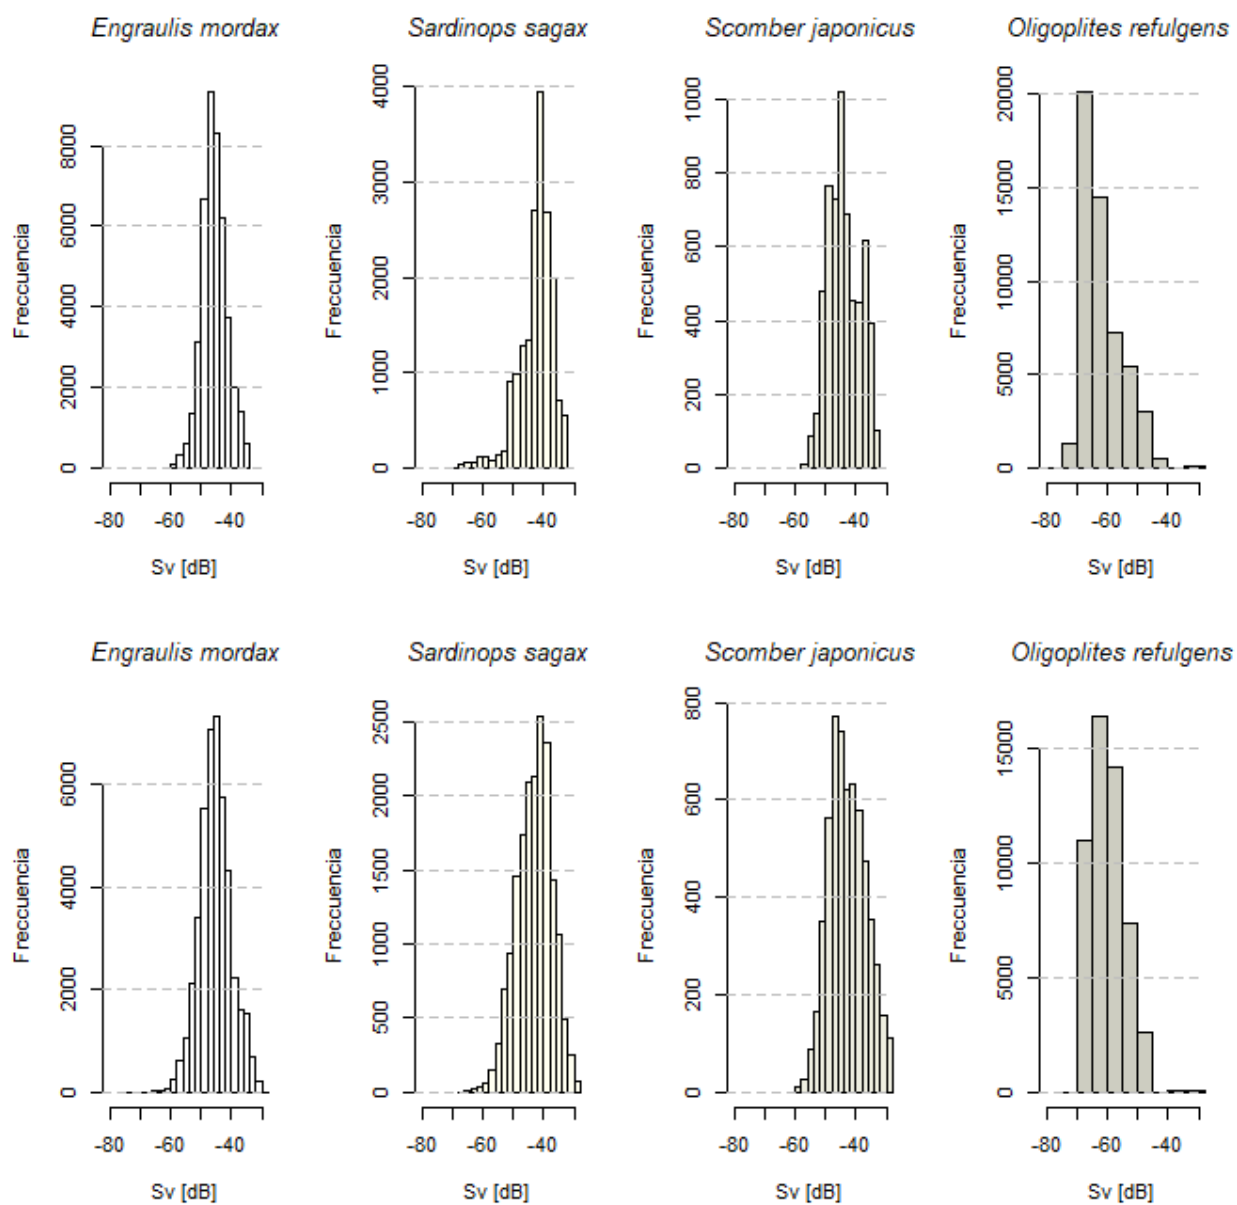 Engraulis mordax
Sardinops sagax
Scomber japonicus
Oligoplites refulgens
Freccuencia
0
2000
4000
6000
8000
-80 -60 -40
Sv [dB]
Freccuencia
0
1000
2000
3000
4000
-80 -60 -40
Sv [dB]
Freccuencia
0
200
400
600
800
1000
-80 -60 -40
Sv [dB]
Freccuencia
0
5000
10000
15000
20000
-80 -60 -40
Sv [dB]
Engraulis mordax
Sardinops sagax
Scomber japonicus
Oligoplites refulgens
Freccuencia
0
2000
4000
6000
-80 -60 -40
Sv [dB]
Freccuencia
0
500
1000
1500
2000
2500
-80 -60 -40
Sv [dB]
Freccuencia
0
200
400
600
800
-80 -60 -40
Sv [dB]
Freccuencia
0
5000
10000
15000
-80 -60 -40
Sv [dB]